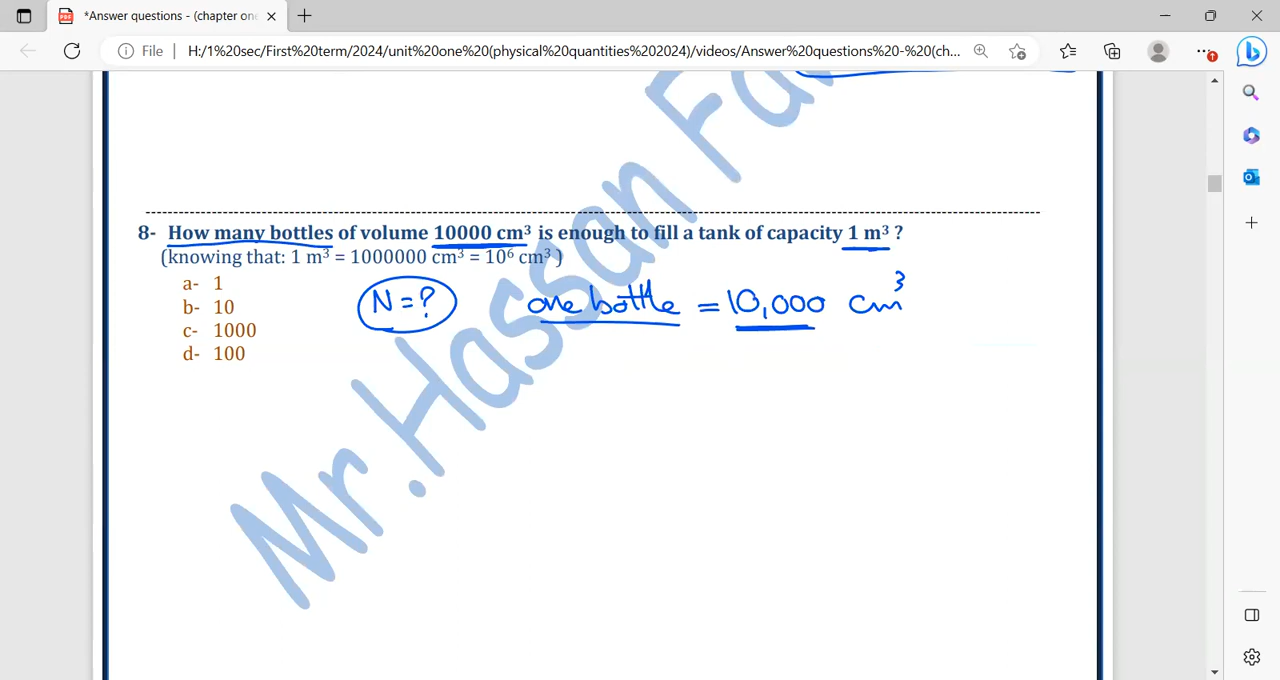 *Answer questions - (chapter one
File H:/1%20sec/First%20term/2024/unit%20one%20(physical%20quantities%202024)/videos/Answer%20questions%20-%20(ch...
8- How many bottles of volume 10000 cm³ is enough to fill a tank of capacity 1 m³ ?
(knowing that: 1 m³ = 1000000 cm³ = 10⁶ cm³ )
a- 1
b- 10
c- 1000
d- 100
N = ?
one bottle = 10,000 cm³
Mr. Hassan Fa